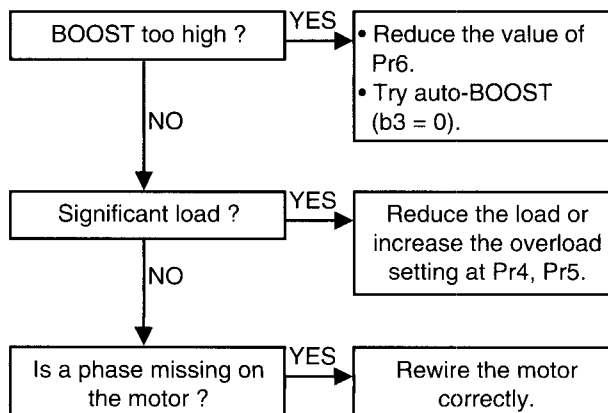 BOOST too high ?
YES
• Reduce the value of
Pr6.
• Try auto-BOOST
(b3 = 0).
NO
Significant load ?
YES
Reduce the load or
increase the overload
setting at Pr4, Pr5.
NO
Is a phase missing on
the motor ?
YES
Rewire the motor
correctly.